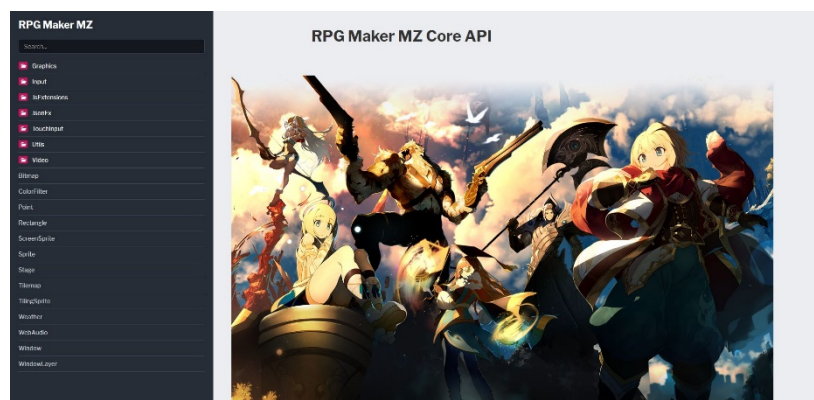 RPG Maker MZ
Search...
Graphics
Input
JsExtensions
JsonEx
TouchInput
Utils
Video
Bitmap
ColorFilter
Point
Rectangle
ScreenSprite
Sprite
Stage
Tilemap
TilingSprite
Weather
WebAudio
Window
WindowLayer
RPG Maker MZ Core API